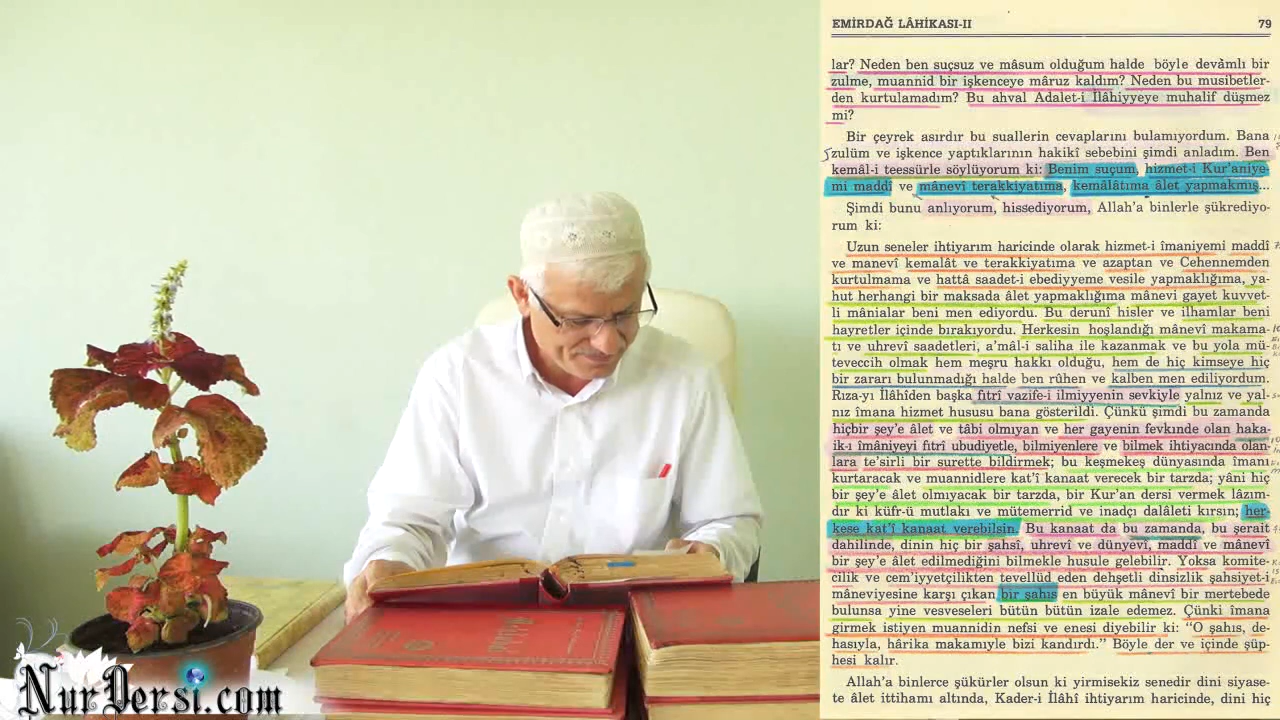 EMİRDAĞ LÂHİKASI-II 79
lar? Neden ben suçsuz ve mâsum olduğum halde böyle devâmlı bir
zulme, muannid bir işkenceye mâruz kaldım? Neden bu musibetler-
den kurtulamadım? Bu ahval Adalet-i İlâhiyyeye muhalif düşmez
mi?
Bir çeyrek asırdır bu suallerin cevaplarını bulamıyordum. Bana
zulüm ve işkence yaptıklarının hakikî sebebini şimdi anladım. Ben
kemâl-i teessürle söylüyorum ki: Benim suçum, hizmet-i Kur'aniye-
mi maddî ve mânevî terakkiyatıma, kemâlâtıma âlet yapmakmış...
Şimdi bunu anlıyorum, hissediyorum, Allah'a binlerle şükrediyo-
rum ki:
Uzun seneler ihtiyarım haricinde olarak hizmet-i îmaniyemi maddî
ve manevî kemalât ve terakkiyatıma ve azaptan ve Cehennemden
kurtulmama ve hattâ saadet-i ebediyyeme vesile yapmaklığıma, ya-
hut herhangi bir maksada âlet yapmaklığıma mânevi gayet kuvvet-
li mânialar beni men ediyordu. Bu derunî hisler ve ilhamlar beni
hayretler içinde bırakıyordu. Herkesin hoşlandığı mânevî makama-
tı ve uhrevî saadetleri, a'mâl-i saliha ile kazanmak ve bu yola mü-
teveccih olmak hem meşru hakkı olduğu, hem de hiç kimseye hiç
bir zararı bulunmadığı halde ben rûhen ve kalben men ediliyordum.
Rıza-yı İlâhîden başka fıtrî vazife-i ilmiyyenin sevkiyle yalnız ve yal-
nız îmana hizmet hususu bana gösterildi. Çünkü şimdi bu zamanda
hiçbir şey'e âlet ve tâbi olmıyan ve her gayenin fevkınde olan haka-
ik-ı îmâniyeyi fıtrî ubudiyetle, bilmiyenlere ve bilmek ihtiyacında olan-
lara te'sirli bir surette bildirmek; bu keşmekeş dünyasında îmanı
kurtaracak ve muannidlere kat'î kanaat verecek bir tarzda; yâni hiç
bir şey'e âlet olmıyacak bir tarzda, bir Kur'an dersi vermek lâzım-
dır ki küfr-ü mutlakı ve mütemerrid ve inadçı dalâleti kırsın; her-
kese kat'î kanaat verebilsin. Bu kanaat da bu zamanda, bu şerait
dahilinde, dinin hiç bir şahsî, uhrevî ve dünyevî, maddî ve mânevî
bir şey'e âlet edilmediğini bilmekle husule gelebilir. Yoksa komite-
cilik ve cem'iyyetçilikten tevellüd eden dehşetli dinsizlik şahsiyet-i
mâneviyesine karşı çıkan bir şahıs en büyük mânevî bir mertebede
bulunsa yine vesveseleri bütün bütün izale edemez. Çünki îmana
girmek istiyen muannidin nefsi ve enesi diyebilir ki: "O şahıs, de-
hasıyla, hârika makamıyle bizi kandırdı." Böyle der ve içinde şüp-
hesi kalır.
Allah'a binlerce şükürler olsun ki yirmisekiz senedir dini siyase-
te âlet ittihamı altında, Kader-i İlâhî ihtiyarım haricinde, dini hiç
NurDersi.com